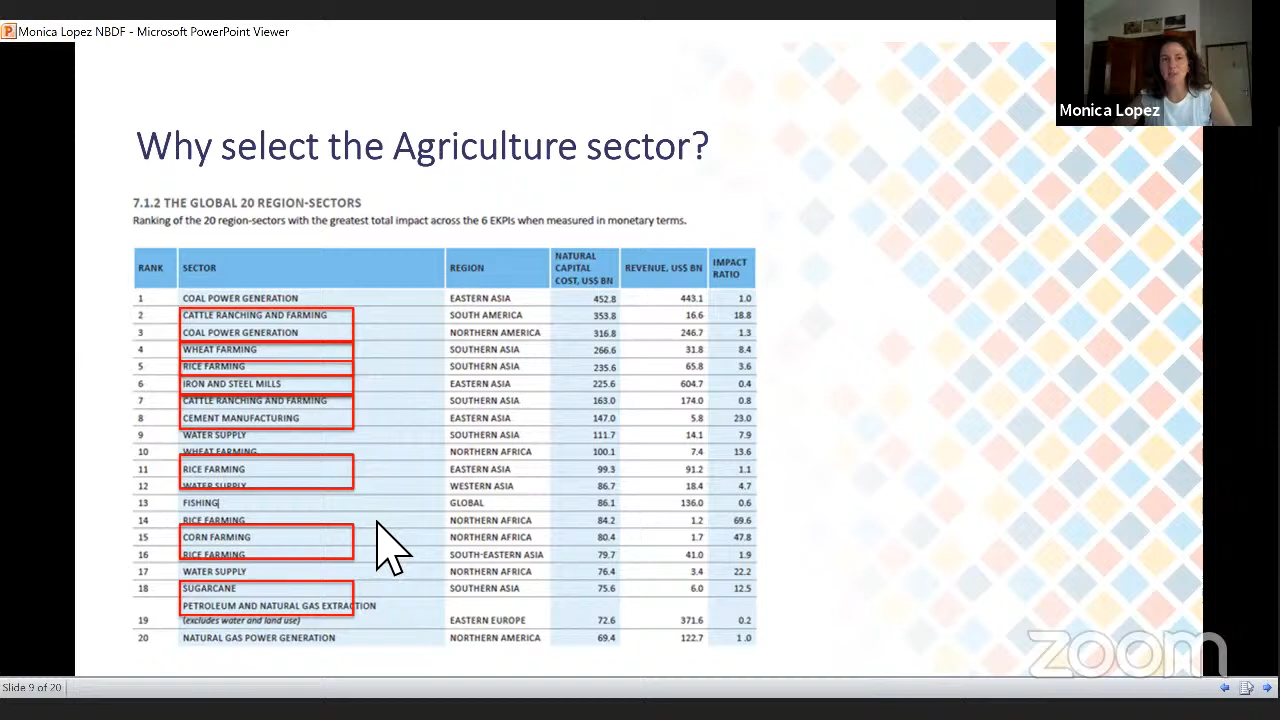 Monica Lopez NBDF - Microsoft PowerPoint Viewer
Monica Lopez
Why select the Agriculture sector?
7.1.2 THE GLOBAL 20 REGION-SECTORS
Ranking of the 20 region-sectors with the greatest total impact across the 6 EKPIs when measured in monetary terms.
RANK SECTOR REGION NATURAL CAPITAL COST, US$ BN REVENUE, US$ BN IMPACT RATIO
1 COAL POWER GENERATION EASTERN ASIA 452.8 443.1 1.0
2 CATTLE RANCHING AND FARMING SOUTH AMERICA 353.8 16.6 18.8
3 COAL POWER GENERATION NORTHERN AMERICA 316.8 246.7 1.3
4 WHEAT FARMING SOUTHERN ASIA 266.6 31.8 8.4
5 RICE FARMING SOUTHERN ASIA 235.6 65.8 3.6
6 IRON AND STEEL MILLS EASTERN ASIA 225.6 604.7 0.4
7 CATTLE RANCHING AND FARMING SOUTHERN ASIA 163.0 174.0 0.8
8 CEMENT MANUFACTURING EASTERN ASIA 147.0 5.8 23.0
9 WATER SUPPLY SOUTHERN ASIA 111.7 14.1 7.9
10 WHEAT FARMING NORTHERN AFRICA 100.1 7.4 13.6
11 RICE FARMING EASTERN ASIA 99.3 91.2 1.1
12 WATER SUPPLY WESTERN ASIA 86.7 18.4 4.7
13 FISHING GLOBAL 86.1 136.0 0.6
14 RICE FARMING NORTHERN AFRICA 84.2 1.2 69.6
15 CORN FARMING NORTHERN AFRICA 80.4 1.7 47.8
16 RICE FARMING SOUTH-EASTERN ASIA 79.7 41.0 1.9
17 WATER SUPPLY NORTHERN AFRICA 76.4 3.4 22.2
18 SUGARCANE SOUTHERN ASIA 75.6 6.0 12.5
PETROLEUM AND NATURAL GAS EXTRACTION
19 (excludes water and land use) EASTERN EUROPE 72.6 371.6 0.2
20 NATURAL GAS POWER GENERATION NORTHERN AMERICA 69.4 122.7 1.0
zoom
Slide 9 of 20